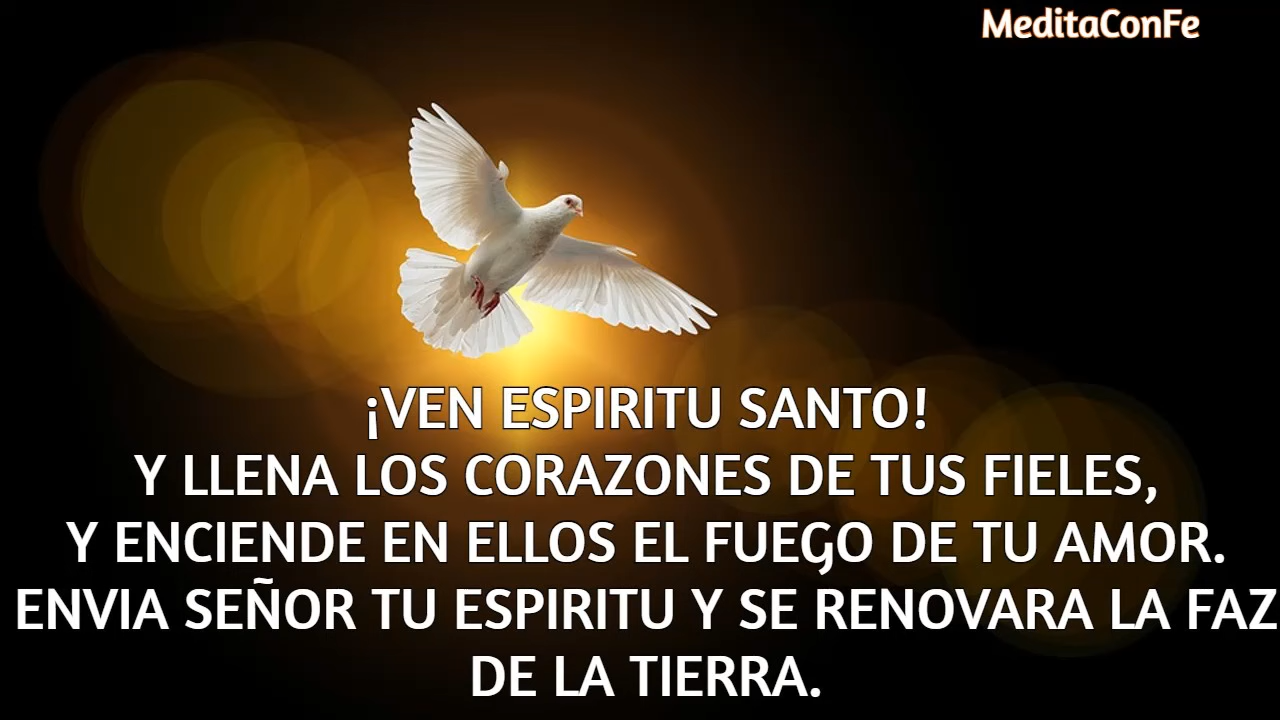 MeditaConFe
¡VEN ESPIRITU SANTO!
Y LLENA LOS CORAZONES DE TUS FIELES,
Y ENCIENDE EN ELLOS EL FUEGO DE TU AMOR.
ENVIA SEÑOR TU ESPIRITU Y SE RENOVARA LA FAZ
DE LA TIERRA.